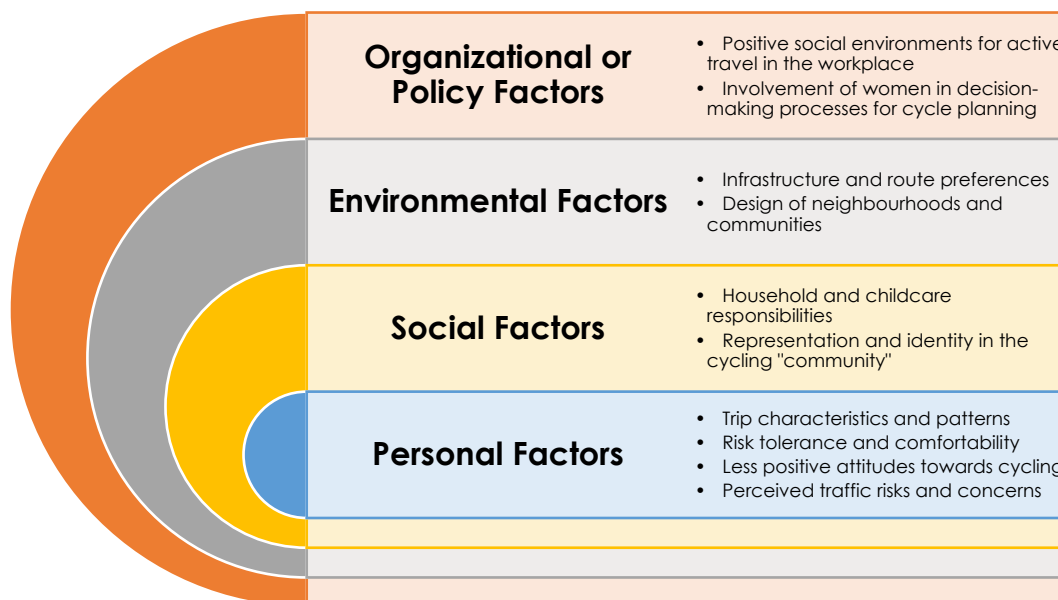 Organizational or
Policy Factors
• Positive social environments for active
travel in the workplace
• Involvement of women in decision-
making processes for cycle planning
Environmental Factors
• Infrastructure and route preferences
• Design of neighbourhoods and
communities
Social Factors
• Household and childcare
responsibilities
• Representation and identity in the
cycling "community"
Personal Factors
• Trip characteristics and patterns
• Risk tolerance and comfortability
• Less positive attitudes towards cycling
• Perceived traffic risks and concerns